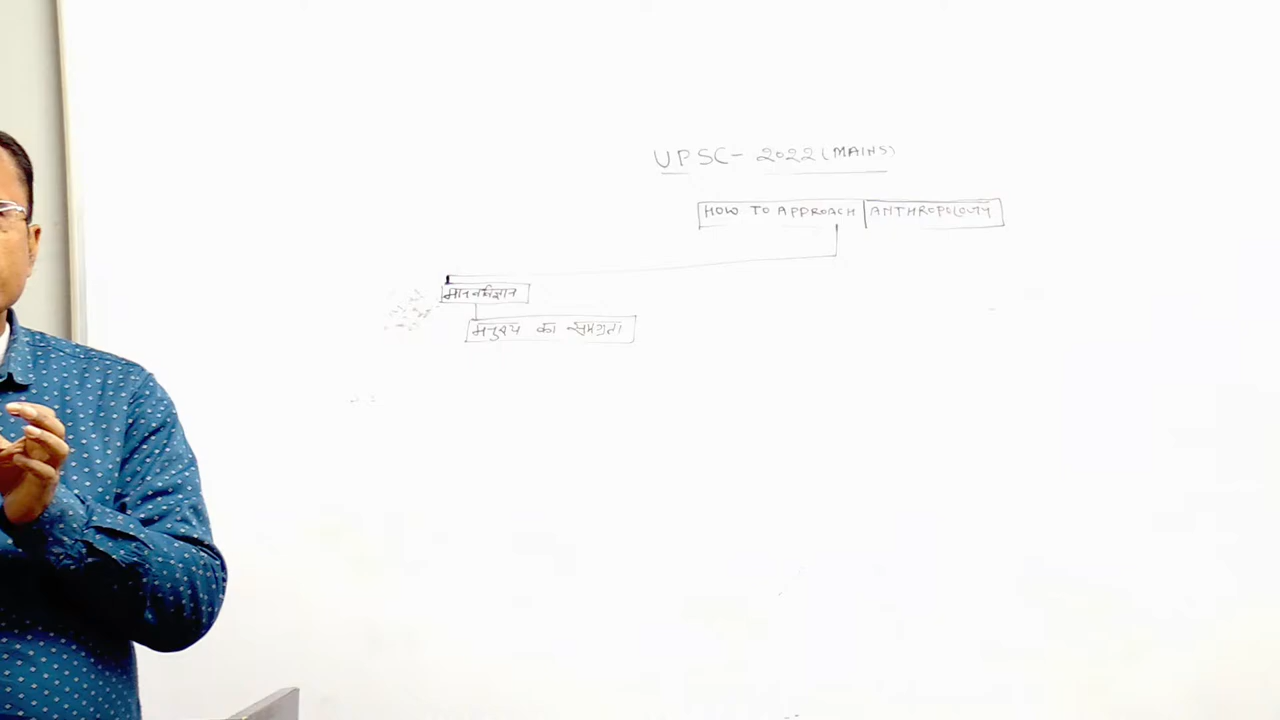 UPSC- 2022 (MAINS)
HOW TO APPROACH ANTHROPOLOGY
मानवविज्ञान
मनुष्य का समग्रता